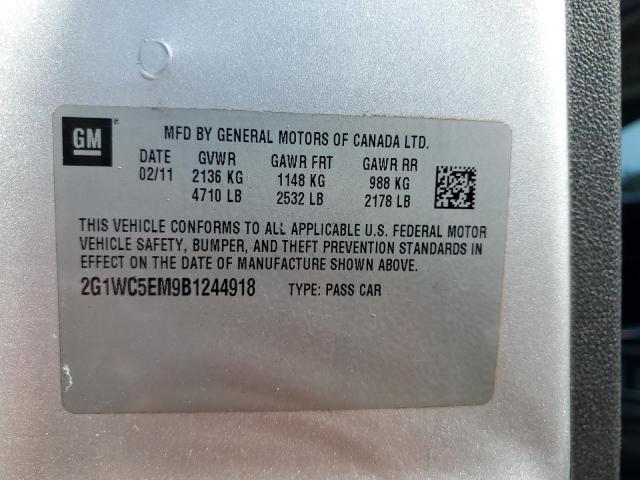 GM ®
MFD BY GENERAL MOTORS OF CANADA LTD.
DATE GVWR GAWR FRT GAWR RR
02/11 2136 KG 1148 KG 988 KG
4710 LB 2532 LB 2178 LB
THIS VEHICLE CONFORMS TO ALL APPLICABLE U.S. FEDERAL MOTOR
VEHICLE SAFETY, BUMPER, AND THEFT PREVENTION STANDARDS IN
EFFECT ON THE DATE OF MANUFACTURE SHOWN ABOVE.
2G1WC5EM9B1244918 TYPE: PASS CAR